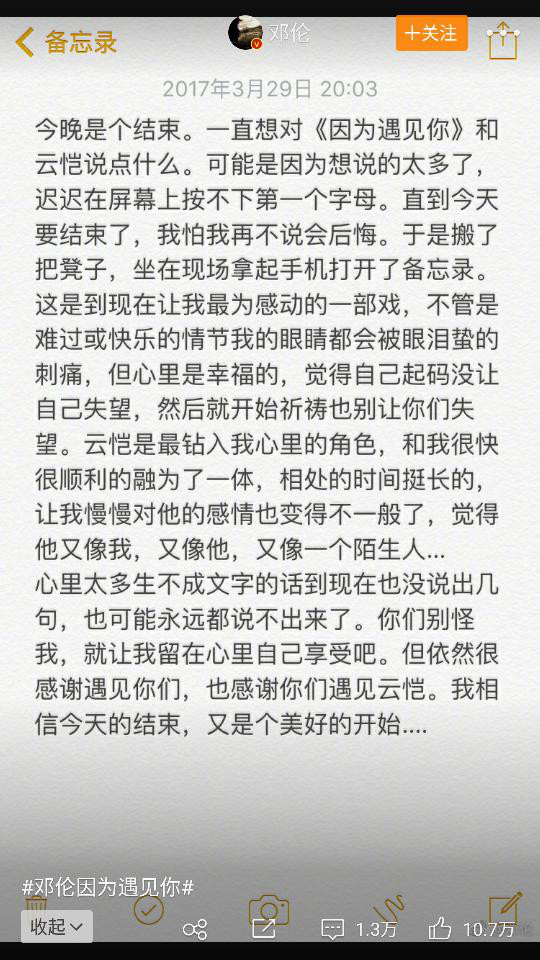 备忘录
邓伦
+关注
2017年3月29日 20:03
今晚是个结束。一直想对《因为遇见你》和
云恺说点什么。可能是因为想说的太多了，
迟迟在屏幕上按不下第一个字母。直到今天
要结束了，我怕我再不说会后悔。于是搬了
把凳子，坐在现场拿起手机打开了备忘录。
这是到现在让我最为感动的一部戏，不管是
难过或快乐的情节我的眼睛都会被眼泪蛰的
刺痛，但心里是幸福的，觉得自己起码没让
自己失望，然后就开始祈祷也别让你们失
望。云恺是最钻入我心里的角色，和我很快
很顺利的融为了一体，相处的时间挺长的，
让我慢慢对他的感情也变得不一般了，觉得
他又像我，又像他，又像一个陌生人...
心里太多生不成文字的话到现在也没说出几
句，也可能永远都说不出来了。你们别怪
我，就让我留在心里自己享受吧。但依然很
感谢遇见你们，也感谢你们遇见云恺。我相
信今天的结束，又是个美好的开始....
#邓伦因为遇见你#
收起
1.3万
10.7万